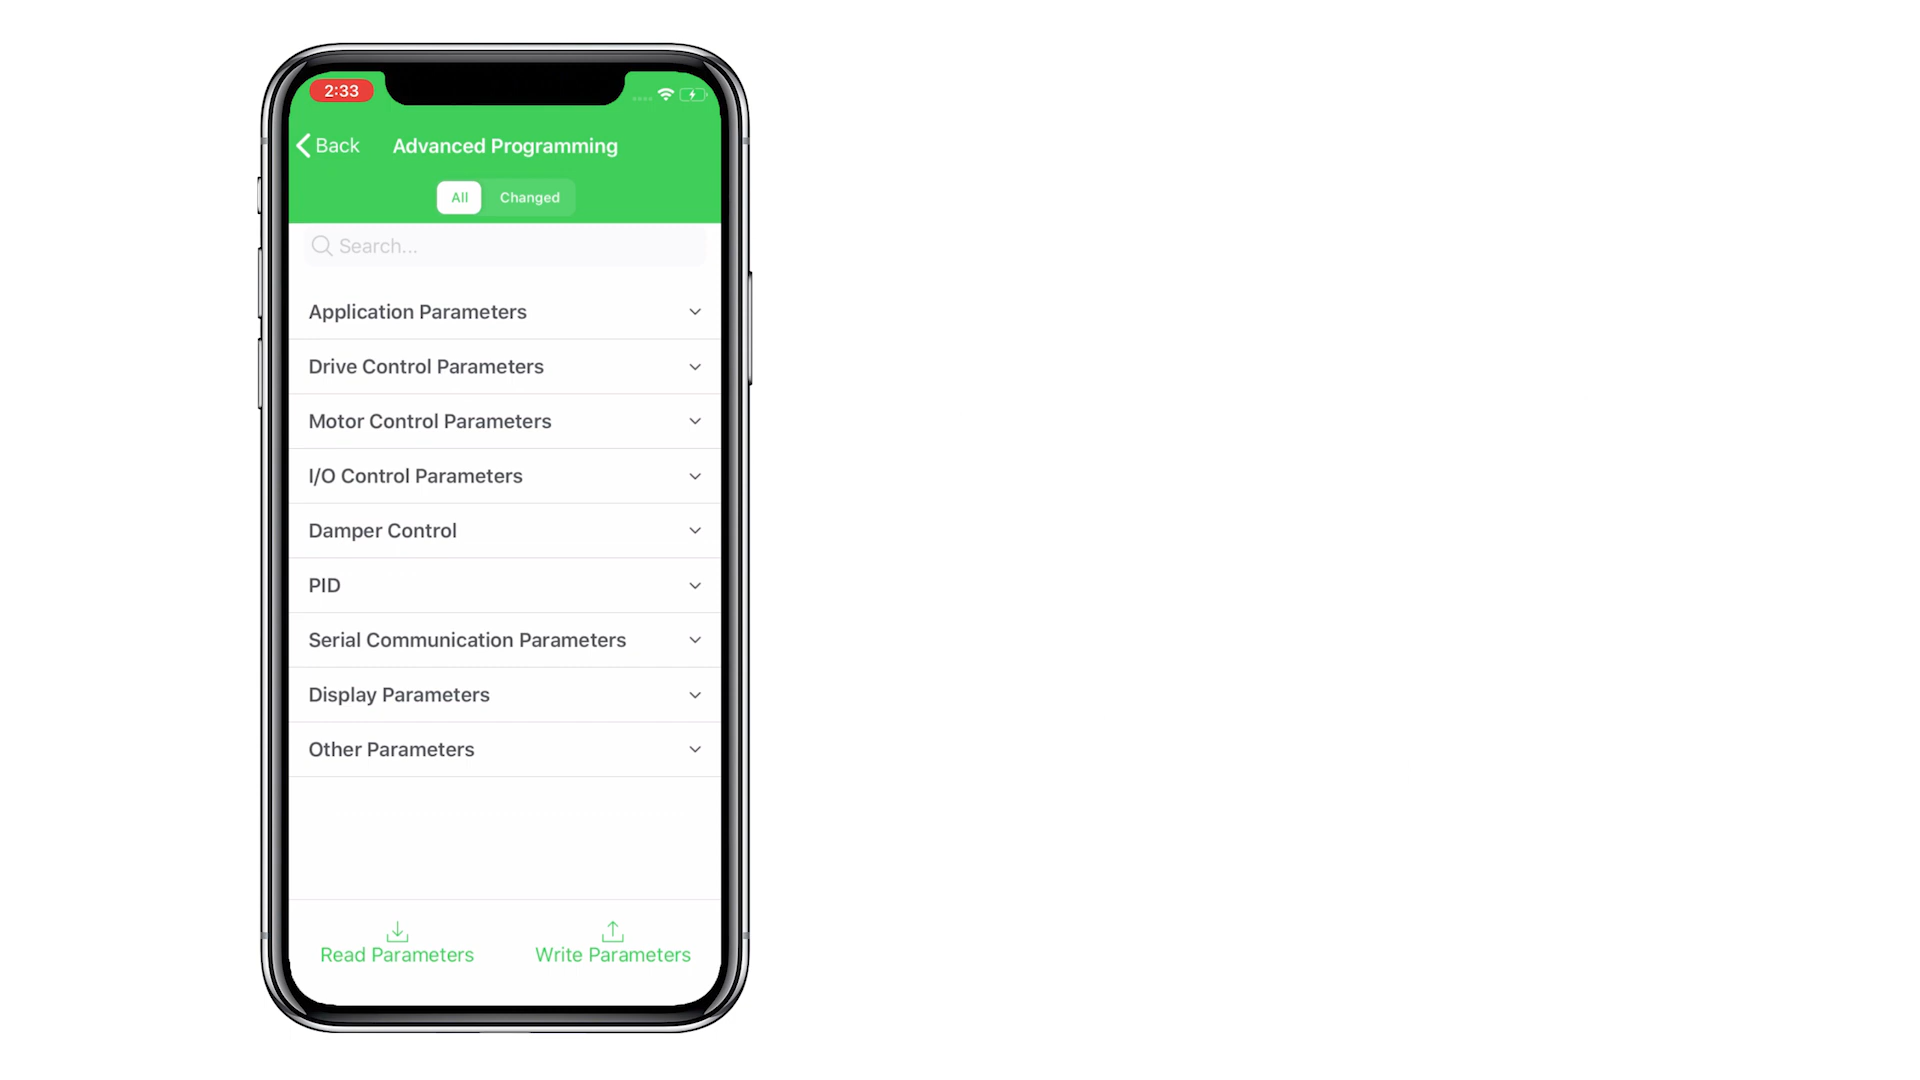 2:33
Back
Advanced Programming
All
Changed
Search...
Application Parameters
Drive Control Parameters
Motor Control Parameters
I/O Control Parameters
Damper Control
PID
Serial Communication Parameters
Display Parameters
Other Parameters
Read Parameters
Write Parameters